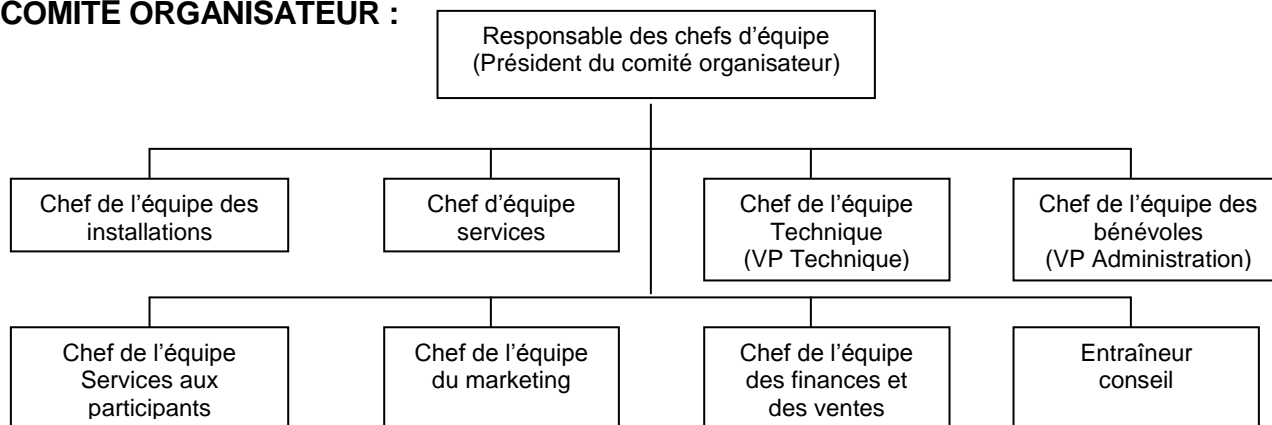 COMITÉ ORGANISATEUR :
Responsable des chefs d'équipe
(Président du comité organisateur)
Chef de l'équipe des
installations
Chef d'équipe
services
Chef de l'équipe
Technique
(VP Technique)
Chef de l'équipe des
bénévoles
(VP Administration)
Chef de l'équipe
Services aux
participants
Chef de l'équipe
du marketing
Chef de l'équipe
des finances et
des ventes
Entraîneur
conseil